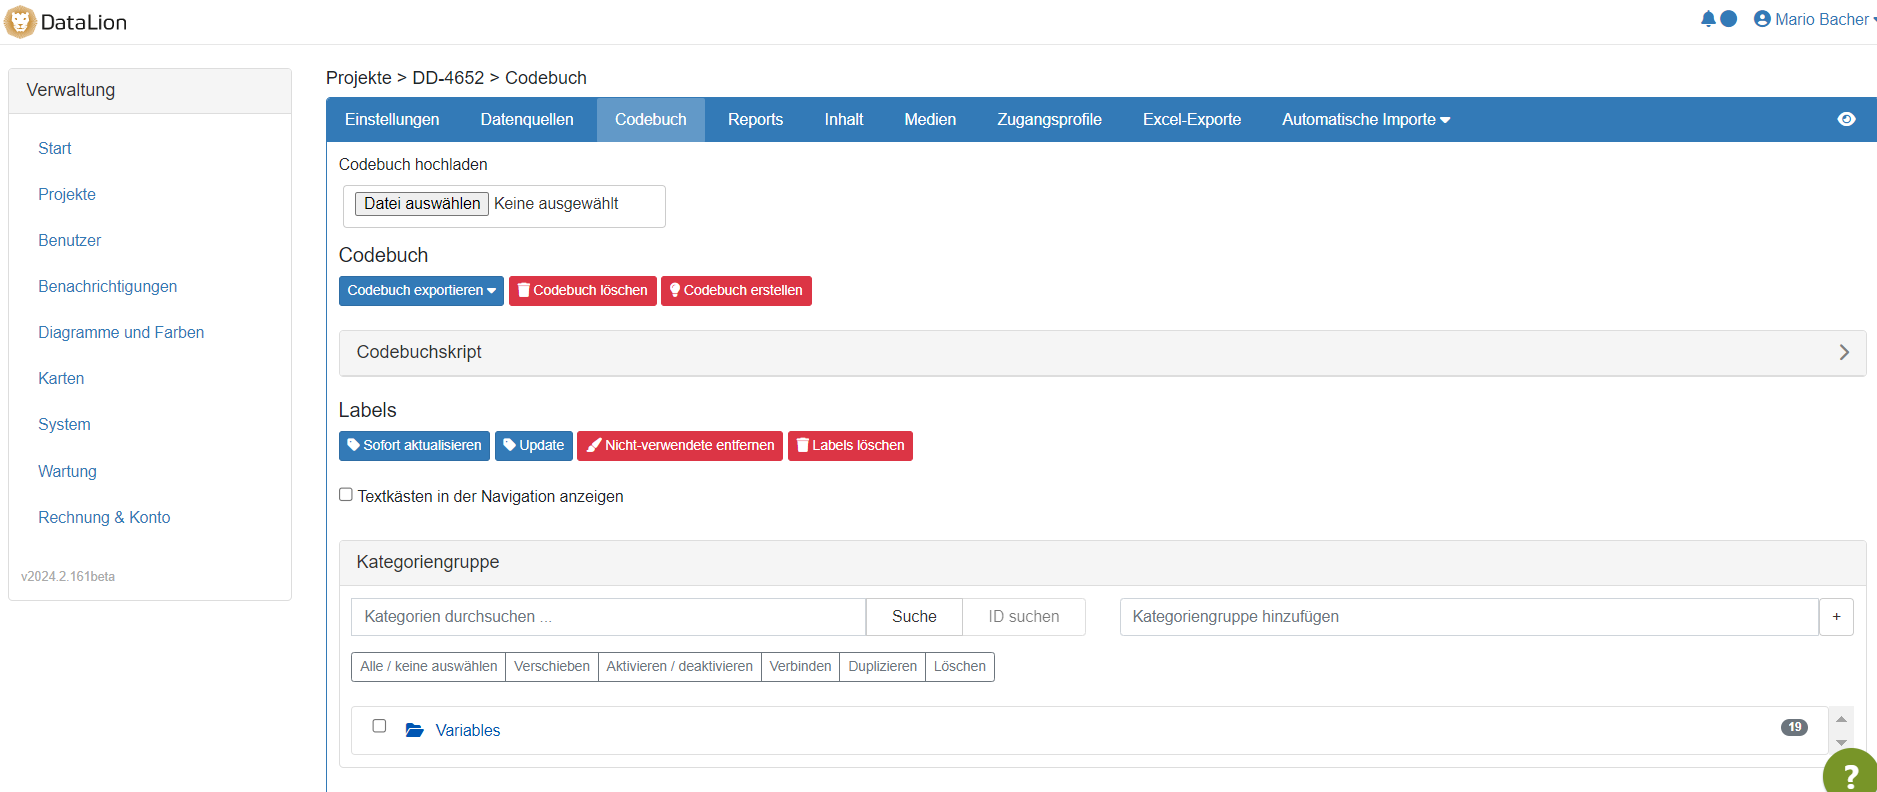 DataLion
Mario Bacher
Verwaltung
Start
Projekte
Benutzer
Benachrichtigungen
Diagramme und Farben
Karten
System
Wartung
Rechnung & Konto
v2024.2.161beta
Projekte > DD-4652 > Codebuch
Einstellungen Datenquellen Codebuch Reports Inhalt Medien Zugangsprofile Excel-Exporte Automatische Importe
Codebuch hochladen
Datei auswählen Keine ausgewählt
Codebuch
Codebuch exportieren Codebuch löschen Codebuch erstellen
Codebuchskript
Labels
Sofort aktualisieren Update Nicht-verwendete entfernen Labels löschen
Textkästen in der Navigation anzeigen
Kategoriengruppe
Kategorien durchsuchen ... Suche ID suchen Kategoriengruppe hinzufügen +
Alle / keine auswählen Verschieben Aktivieren / deaktivieren Verbinden Duplizieren Löschen
Variables 19
?